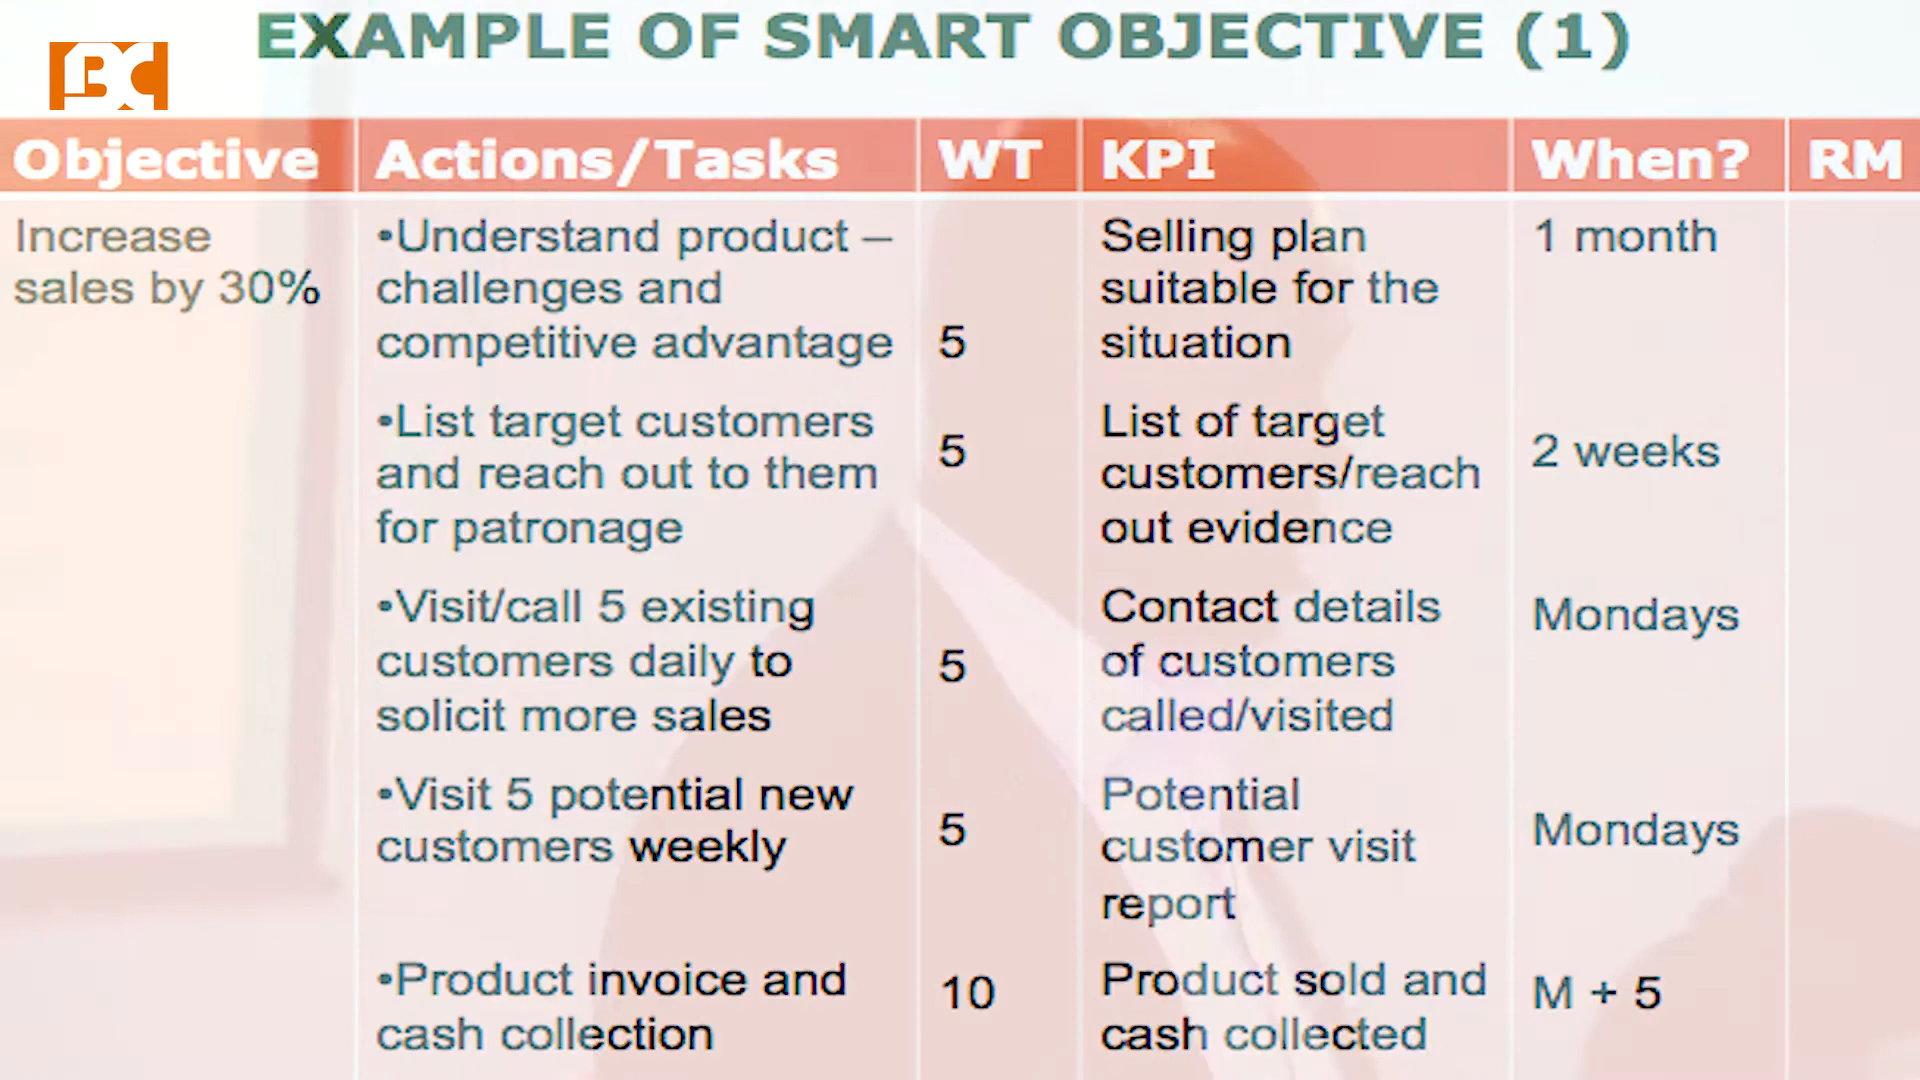 EXAMPLE OF SMART OBJECTIVE (1)
BC
Objective Actions/Tasks WT KPI When? RM
Increase
sales by 30%
•Understand product –
challenges and
competitive advantage
5
Selling plan
suitable for the
situation
1 month
•List target customers
and reach out to them
for patronage
5
List of target
customers/reach
out evidence
2 weeks
•Visit/call 5 existing
customers daily to
solicit more sales
5
Contact details
of customers
called/visited
Mondays
•Visit 5 potential new
customers weekly
5
Potential
customer visit
report
Mondays
•Product invoice and
cash collection
10
Product sold and
cash collected
M + 5